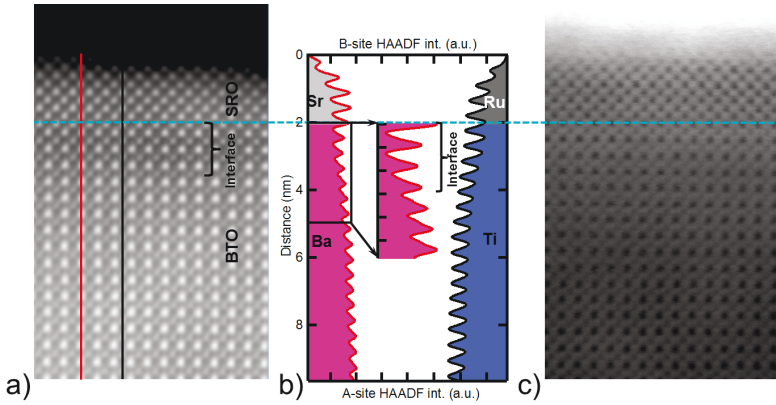 SRO
Interface
BTO
a)
B-site HAADF int. (a.u.)
0
2
4
6
8
Distance (nm)
Sr
Ru
Interface
Ba
Ti
b)
A-site HAADF int. (a.u.)
c)